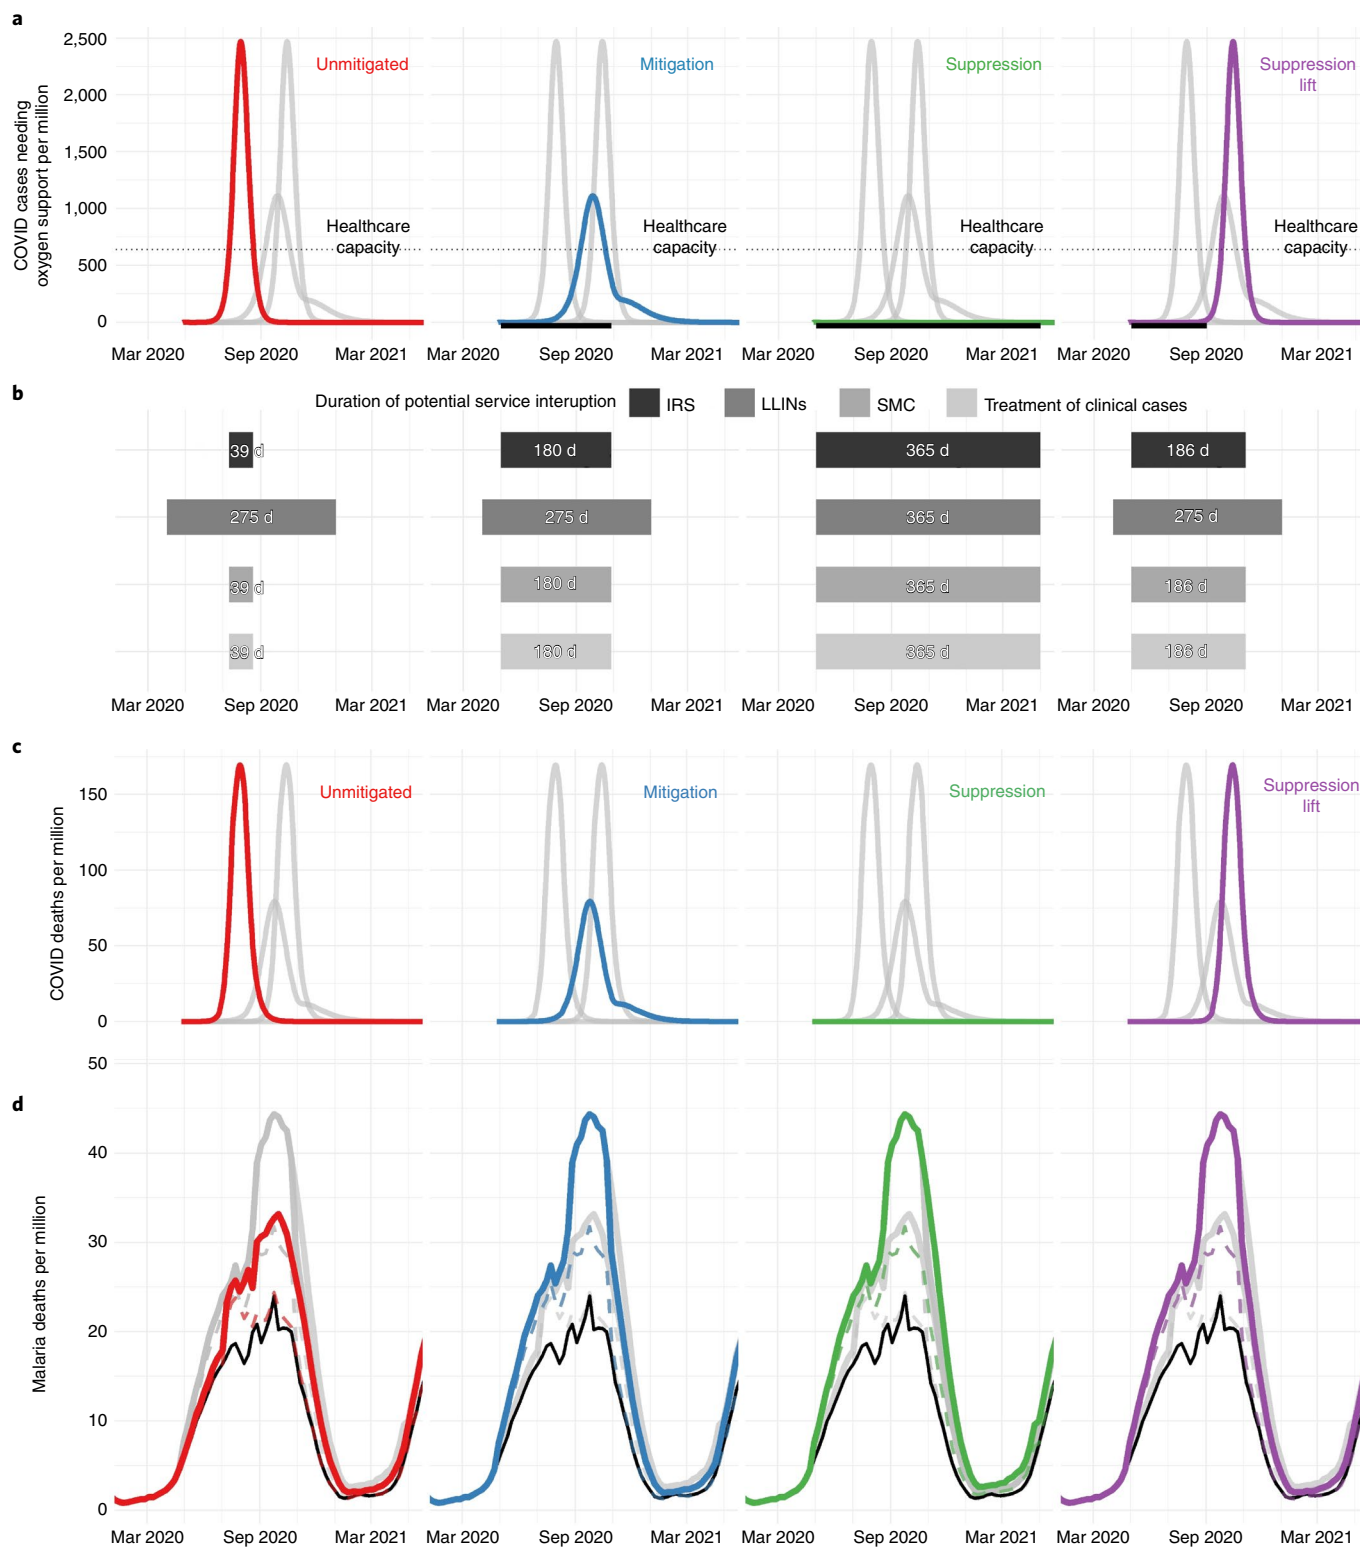 a
COVID cases needing
oxygen support per million
2,500
2,000
1,500
1,000
500
0
Unmitigated
Healthcare
capacity
Mitigation
Healthcare
capacity
Suppression
Healthcare
capacity
Suppression
lift
Healthcare
capacity
Mar 2020 Sep 2020 Mar 2021 Mar 2020 Sep 2020 Mar 2021 Mar 2020 Sep 2020 Mar 2021 Mar 2020 Sep 2020 Mar 2021
b
Duration of potential service interuption IRS LLINs SMC Treatment of clinical cases
39 d 180 d 365 d 186 d
275 d 275 d 365 d 275 d
39 d 180 d 365 d 186 d
39 d 180 d 365 d 186 d
Mar 2020 Sep 2020 Mar 2021 Mar 2020 Sep 2020 Mar 2021 Mar 2020 Sep 2020 Mar 2021 Mar 2020 Sep 2020 Mar 2021
c
COVID deaths per million
150
100
50
0
Unmitigated
Mitigation
Suppression
Suppression
lift
d
Malaria deaths per million
50
40
30
20
10
0
Mar 2020 Sep 2020 Mar 2021 Mar 2020 Sep 2020 Mar 2021 Mar 2020 Sep 2020 Mar 2021 Mar 2020 Sep 2020 Mar 2021